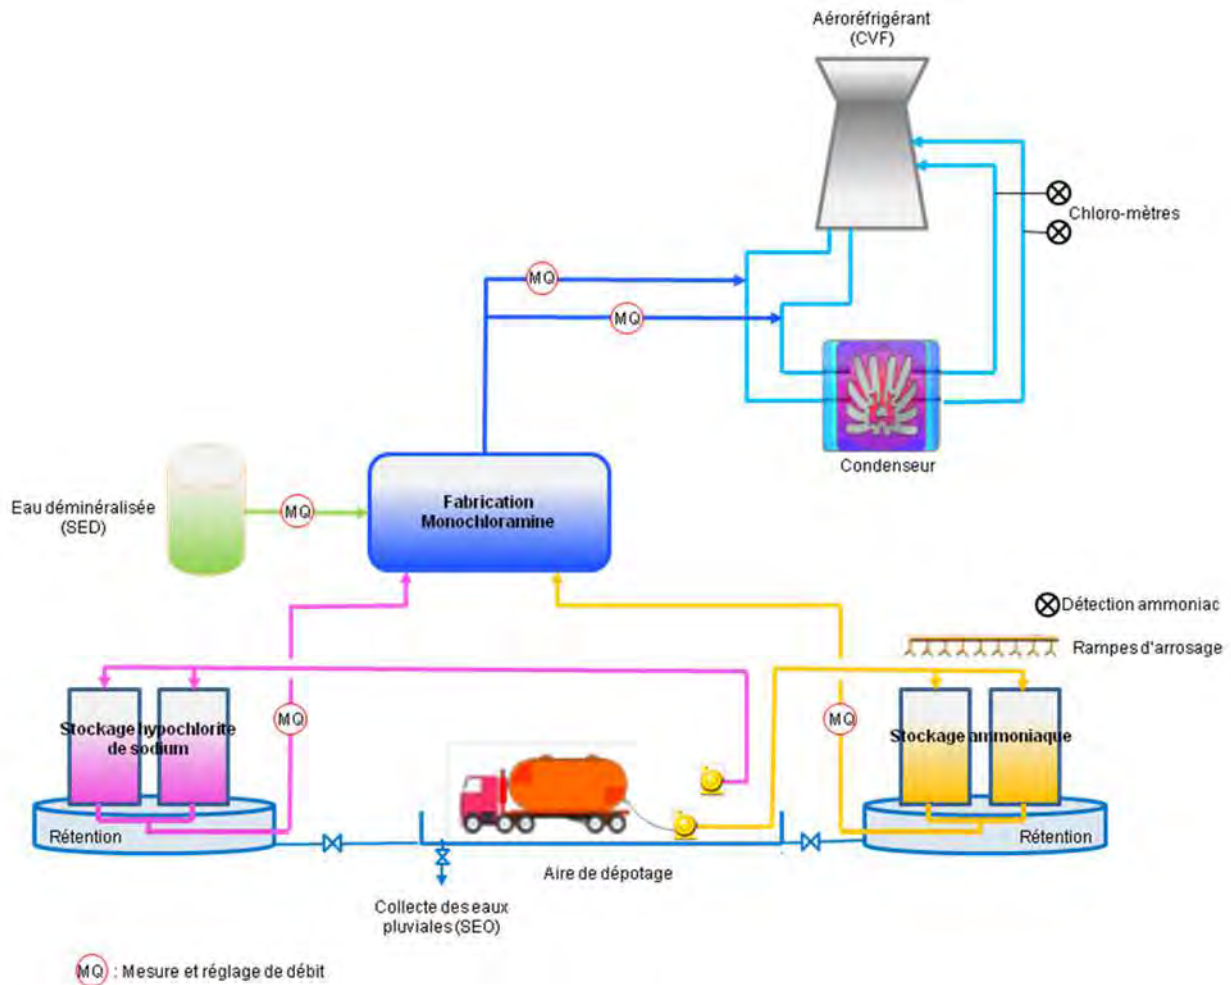 Aéroréfrigérant
(CVF)
Chloro-mètres
MQ
MQ
Condenseur
Eau déminéralisée
(SED)
MQ
Fabrication
Monochloramine
Détection ammoniac
Rampes d'arrosage
MQ
MQ
Stockage hypochlorite
de sodium
Stockage ammoniaque
Rétention
Rétention
Aire de dépotage
Collecte des eaux
pluviales (SEO)
MQ : Mesure et réglage de débit